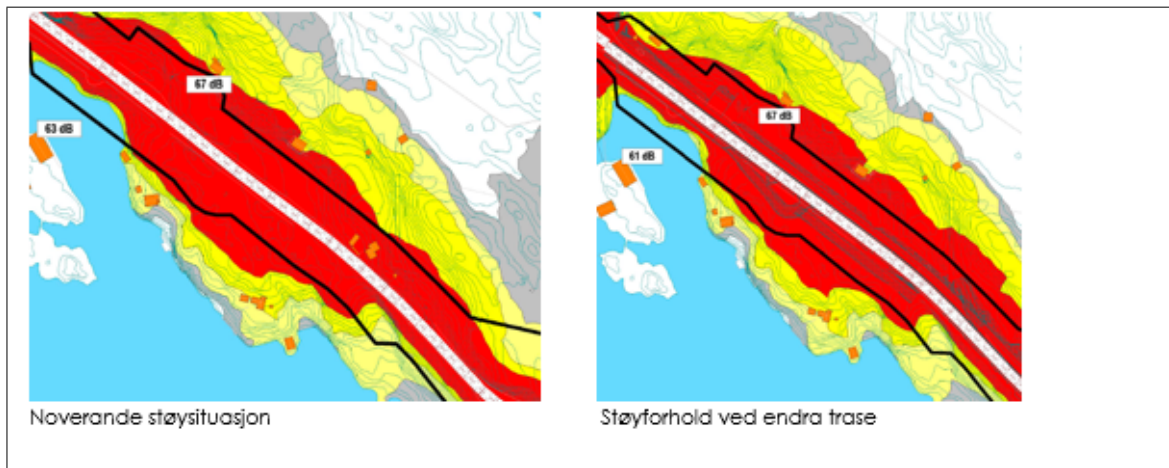 67 dB
63 dB
67 dB
61 dB
Noverande støysituasjon
Støyforhold ved endra trase